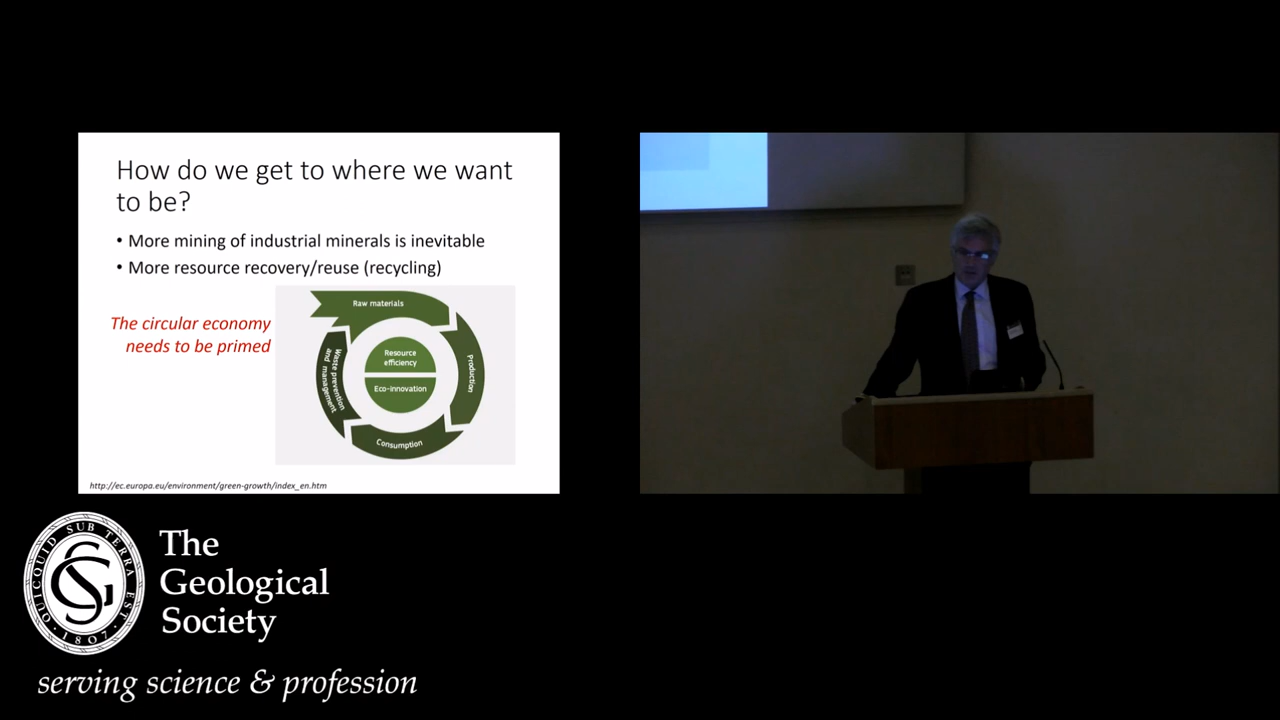 How do we get to where we want
to be?
• More mining of industrial minerals is inevitable
• More resource recovery/reuse (recycling)
The circular economy
needs to be primed
Raw materials
Production
Consumption
Waste prevention
and management
Resource
efficiency
Eco-innovation
http://ec.europa.eu/environment/green-growth/index_en.htm
QUICQUID SUB TERRA EST
1807
GS
The
Geological
Society
serving science & profession